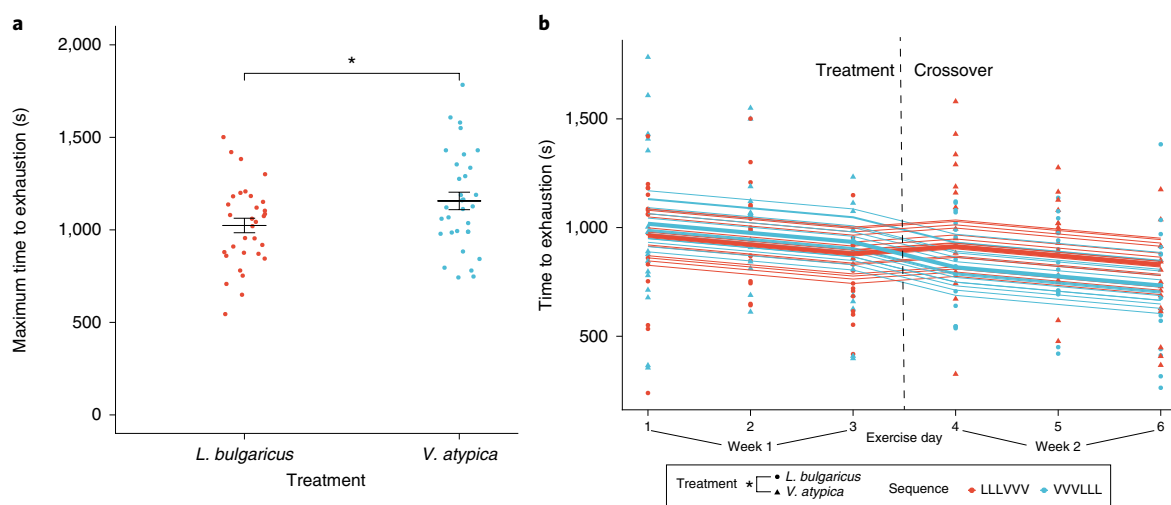 a
2,000
1,500
1,000
500
0
Maximum time to exhaustion (s)
*
L. bulgaricus
V. atypica
Treatment
b
Treatment
Crossover
1,500
1,000
500
Time to exhaustion (s)
1 2 3 4 5 6
Week 1
Exercise day
Week 2
Treatment * L. bulgaricus
V. atypica
Sequence LLLVVV VVVLLL